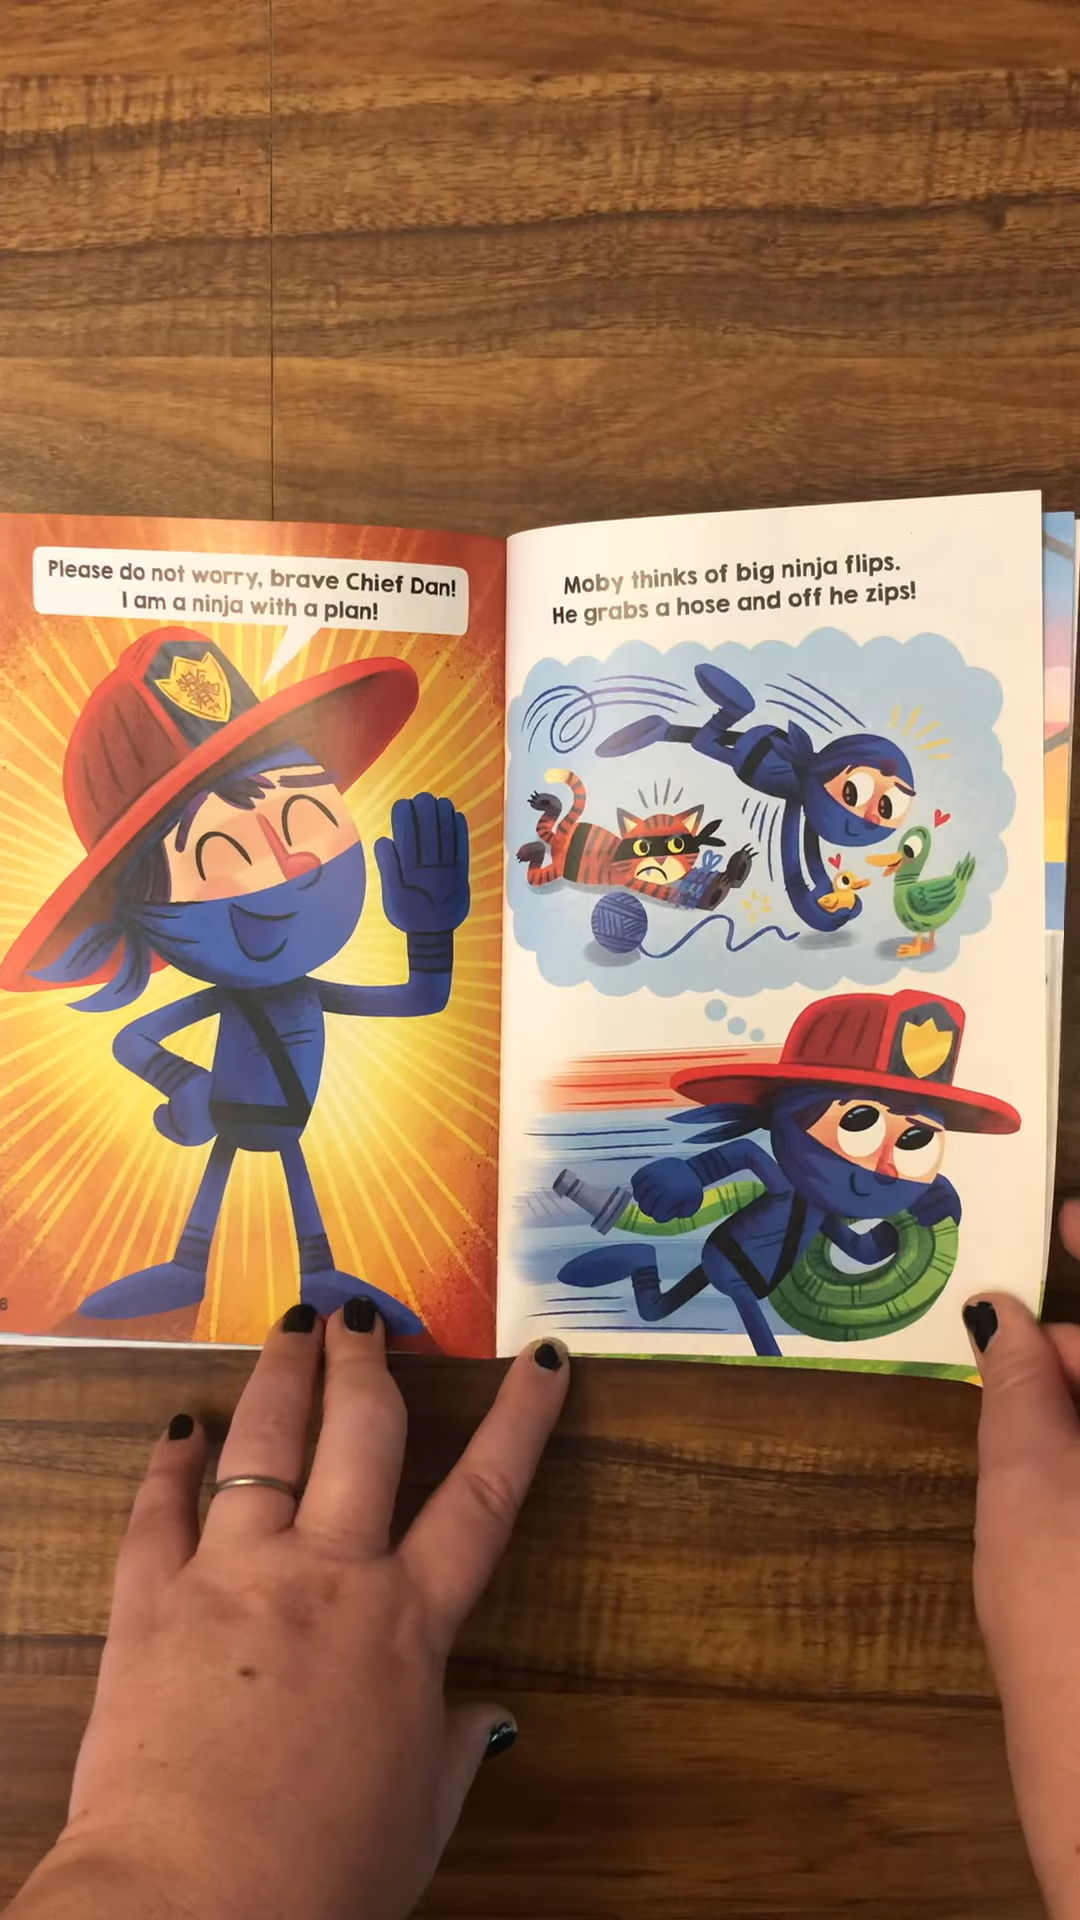 Please do not worry, brave Chief Dan!
I am a ninja with a plan!
8
Moby thinks of big ninja flips.
He grabs a hose and off he zips!